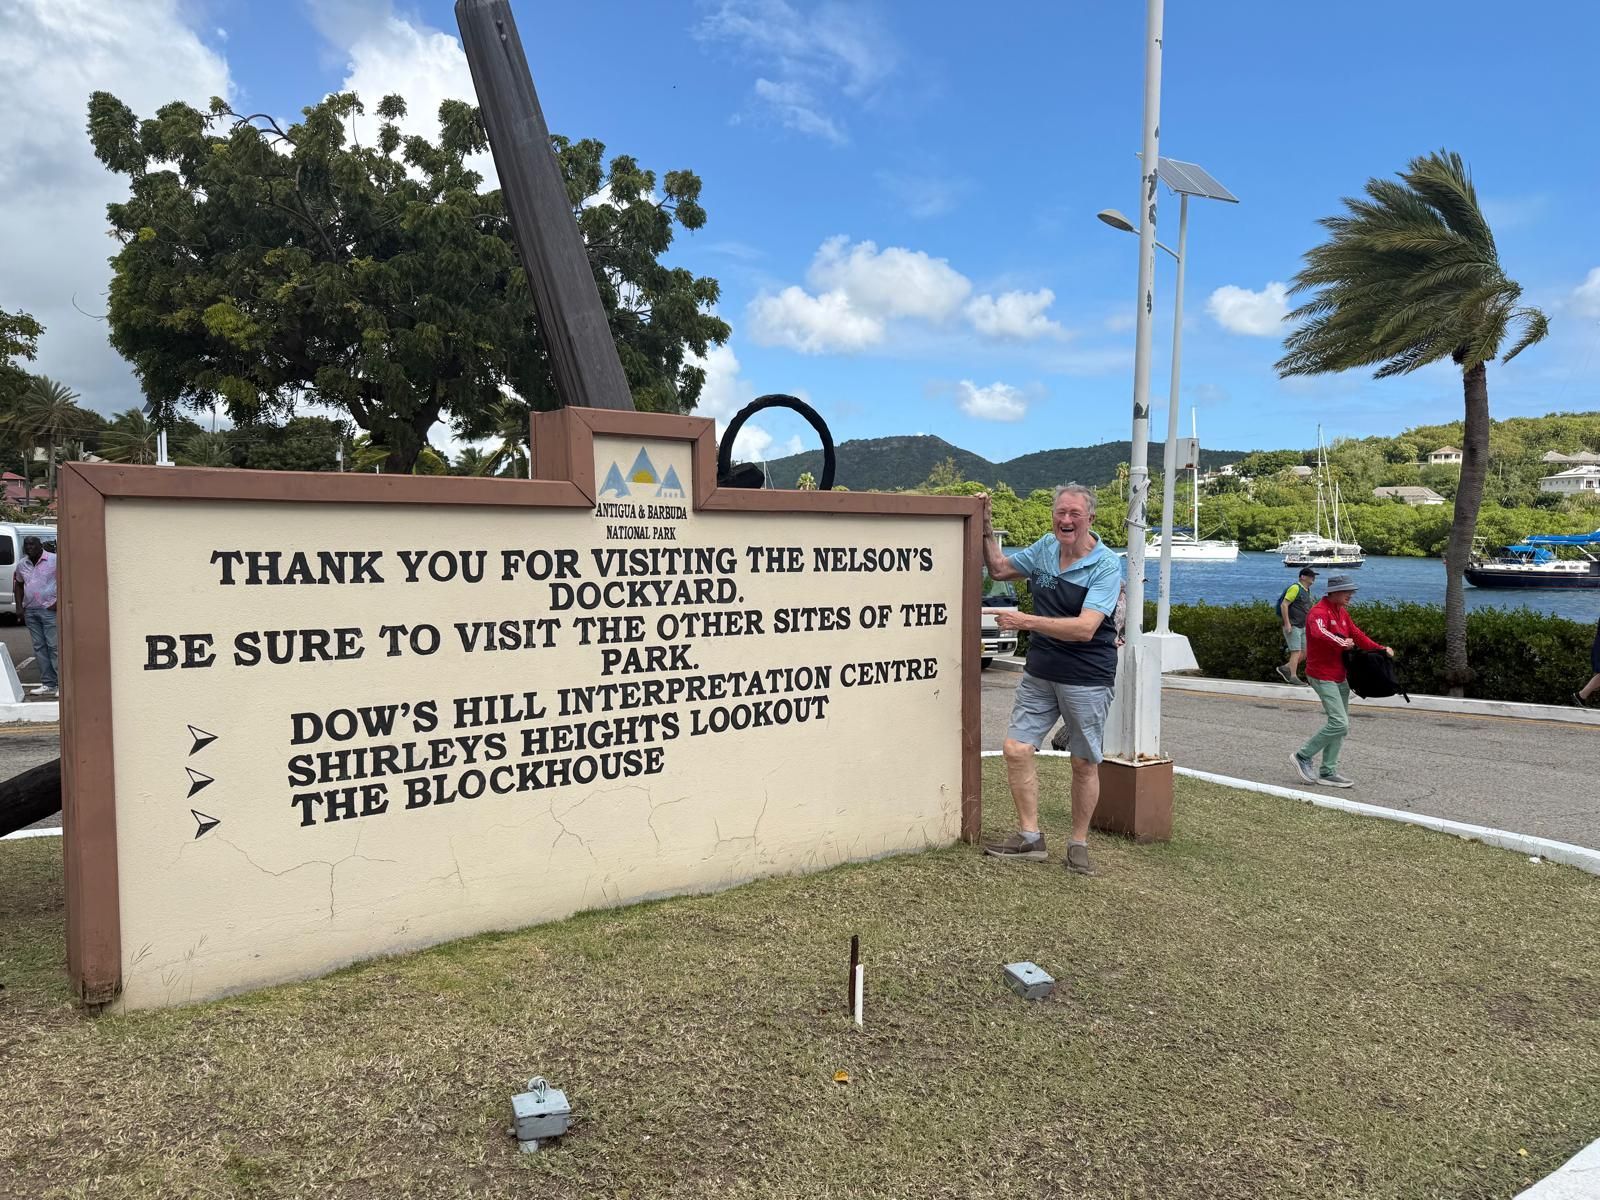 ANTIGUA & BARBUDA
NATIONAL PARK
THANK YOU FOR VISITING THE NELSON'S
DOCKYARD.
BE SURE TO VISIT THE OTHER SITES OF THE
PARK.
DOW'S HILL INTERPRETATION CENTRE
SHIRLEYS HEIGHTS LOOKOUT
THE BLOCKHOUSE